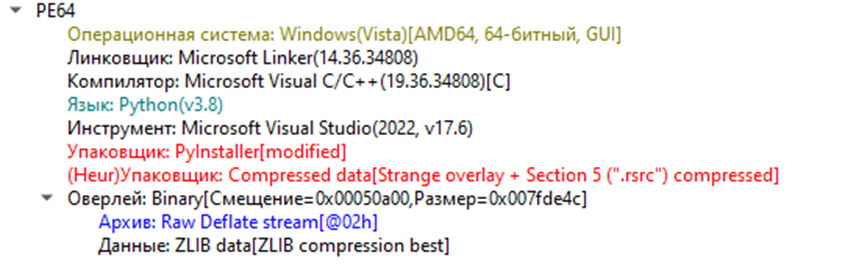 PE64
Операционная система: Windows(Vista)[AMD64, 64-битный, GUI]
Линковщик: Microsoft Linker(14.36.34808)
Компилятор: Microsoft Visual C/C++(19.36.34808)[C]
Язык: Python(v3.8)
Инструмент: Microsoft Visual Studio(2022, v17.6)
Упаковщик: PyInstaller[modified]
(Heur)Упаковщик: Compressed data[Strange overlay + Section 5 (".rsrc") compressed]
Оверлей: Binary[Смещение=0x00050a00,Размер=0x007fde4c]
Архив: Raw Deflate stream[@02h]
Данные: ZLIB data[ZLIB compression best]